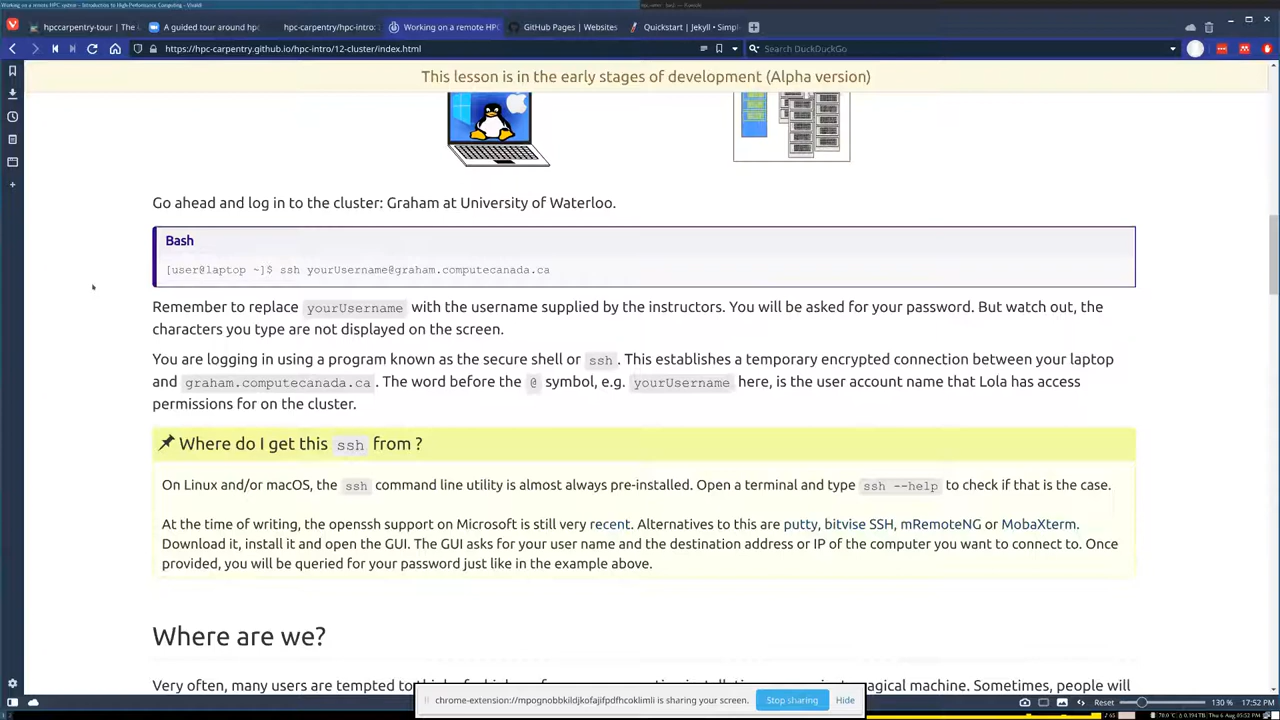 Working on a remote HPC system – Introduction to High-Performance Computing - Vivaldi
hpccarpentry-tour | The
A guided tour around hpc
hpc-carpentry/hpc-intro:
Working on a remote HPC
GitHub Pages | Websites
Quickstart | Jekyll • Simple
https://hpc-carpentry.github.io/hpc-intro/12-cluster/index.html
Search DuckDuckGo
This lesson is in the early stages of development (Alpha version)
Go ahead and log in to the cluster: Graham at University of Waterloo.
Bash
[user@laptop ~]$ ssh yourUsername@graham.computecanada.ca
Remember to replace yourUsername with the username supplied by the instructors. You will be asked for your password. But watch out, the
characters you type are not displayed on the screen.
You are logging in using a program known as the secure shell or ssh. This establishes a temporary encrypted connection between your laptop
and graham.computecanada.ca. The word before the @ symbol, e.g. yourUsername here, is the user account name that Lola has access
permissions for on the cluster.
Where do I get this ssh from ?
On Linux and/or macOS, the ssh command line utility is almost always pre-installed. Open a terminal and type ssh --help to check if that is the case.
At the time of writing, the openssh support on Microsoft is still very recent. Alternatives to this are putty, bitvise SSH, mRemoteNG or MobaXterm.
Download it, install it and open the GUI. The GUI asks for your user name and the destination address or IP of the computer you want to connect to. Once
provided, you will be queried for your password just like in the example above.
Where are we?
Very often, many users are tempted to
magical machine. Sometimes, people will
chrome-extension://mpognobbkildjkofajifpdfhcoklimli is sharing your screen.
Stop sharing
Hide
Reset
130 %
17:52 PM